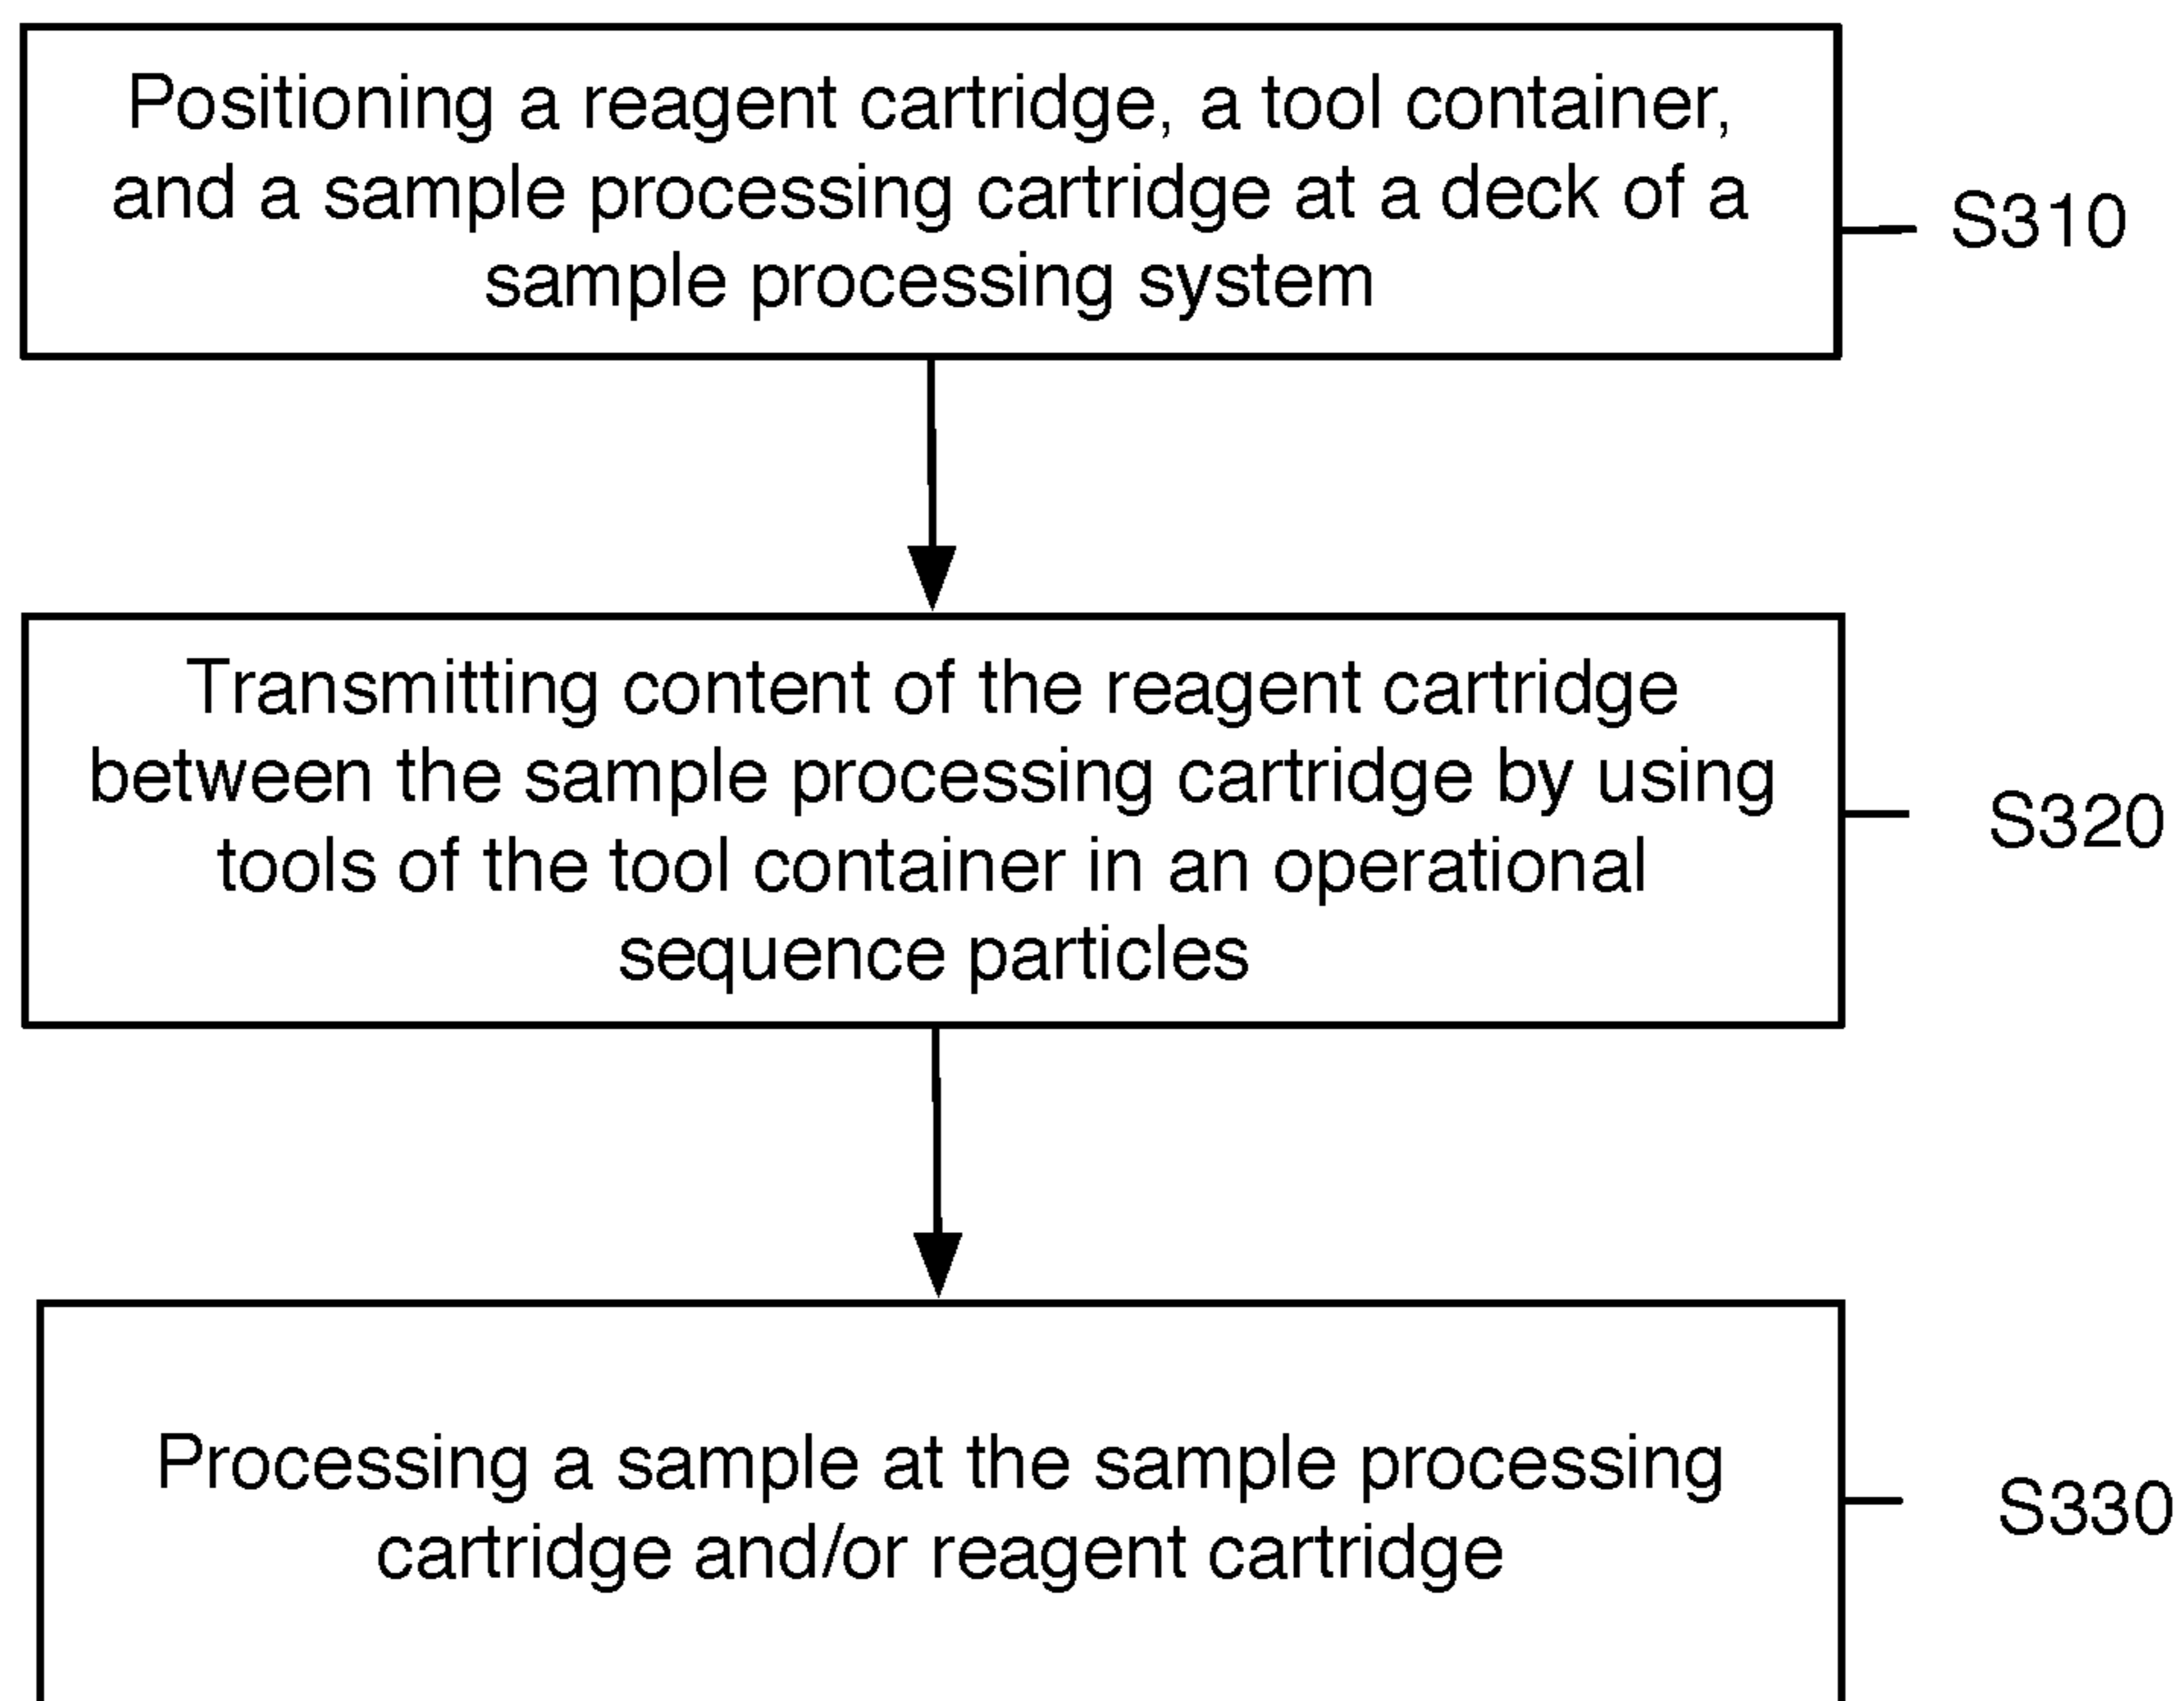 Positioning a reagent cartridge, a tool container,
and a sample processing cartridge at a deck of a
sample processing system
S310
Transmitting content of the reagent cartridge
between the sample processing cartridge by using
tools of the tool container in an operational
sequence particles
S320
Processing a sample at the sample processing
cartridge and/or reagent cartridge
S330